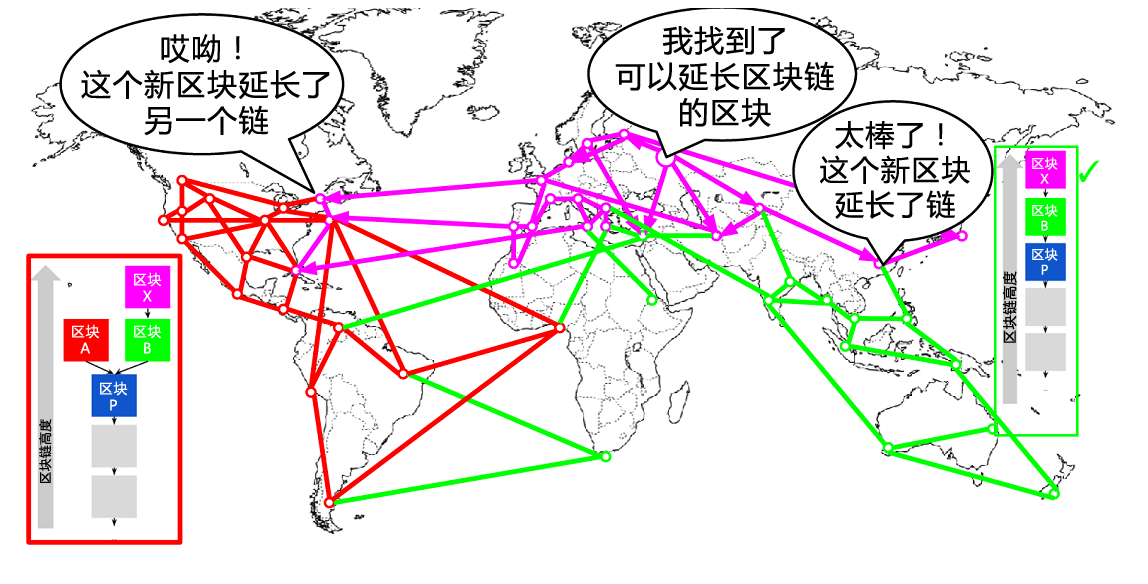 哎呦！
这个新区块延长了
另一个链
我找到了
可以延长区块链
的区块
太棒了！
这个新区块
延长了链
区块
X
区块
A
区块
B
区块
P
区块链高度
区块
X
区块
B
区块
P
区块链高度